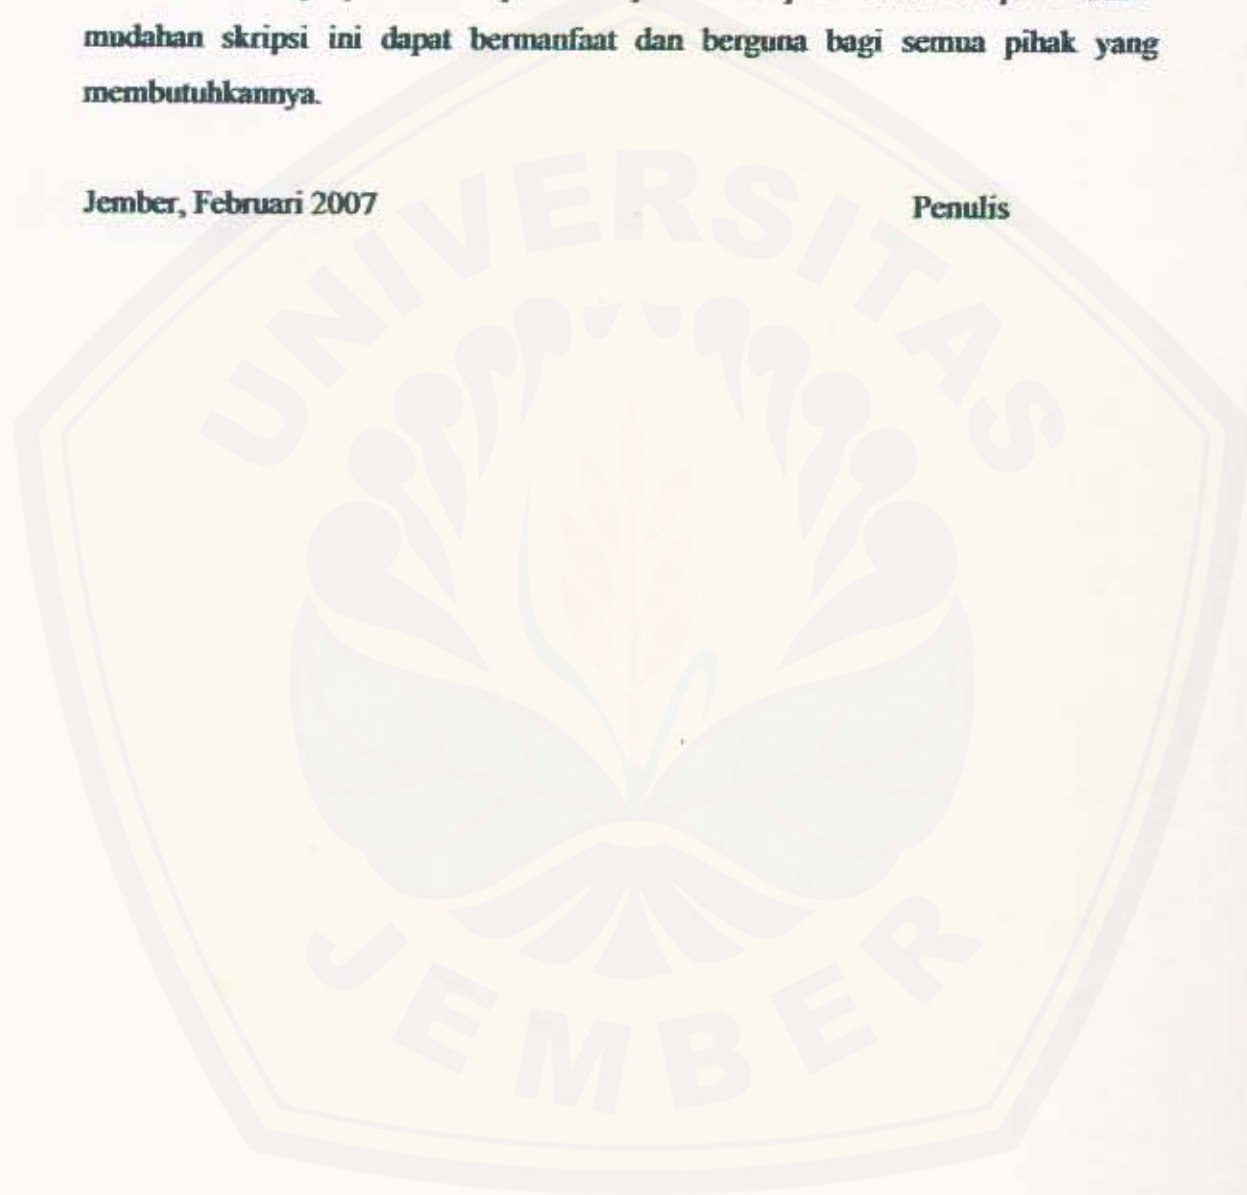 mudahan skripsi ini dapat bermanfaat dan berguna bagi semua pihak yang
membutuhkannya.
Jember, Februari 2007 Penulis
UNIVERSITAS
JEMBER